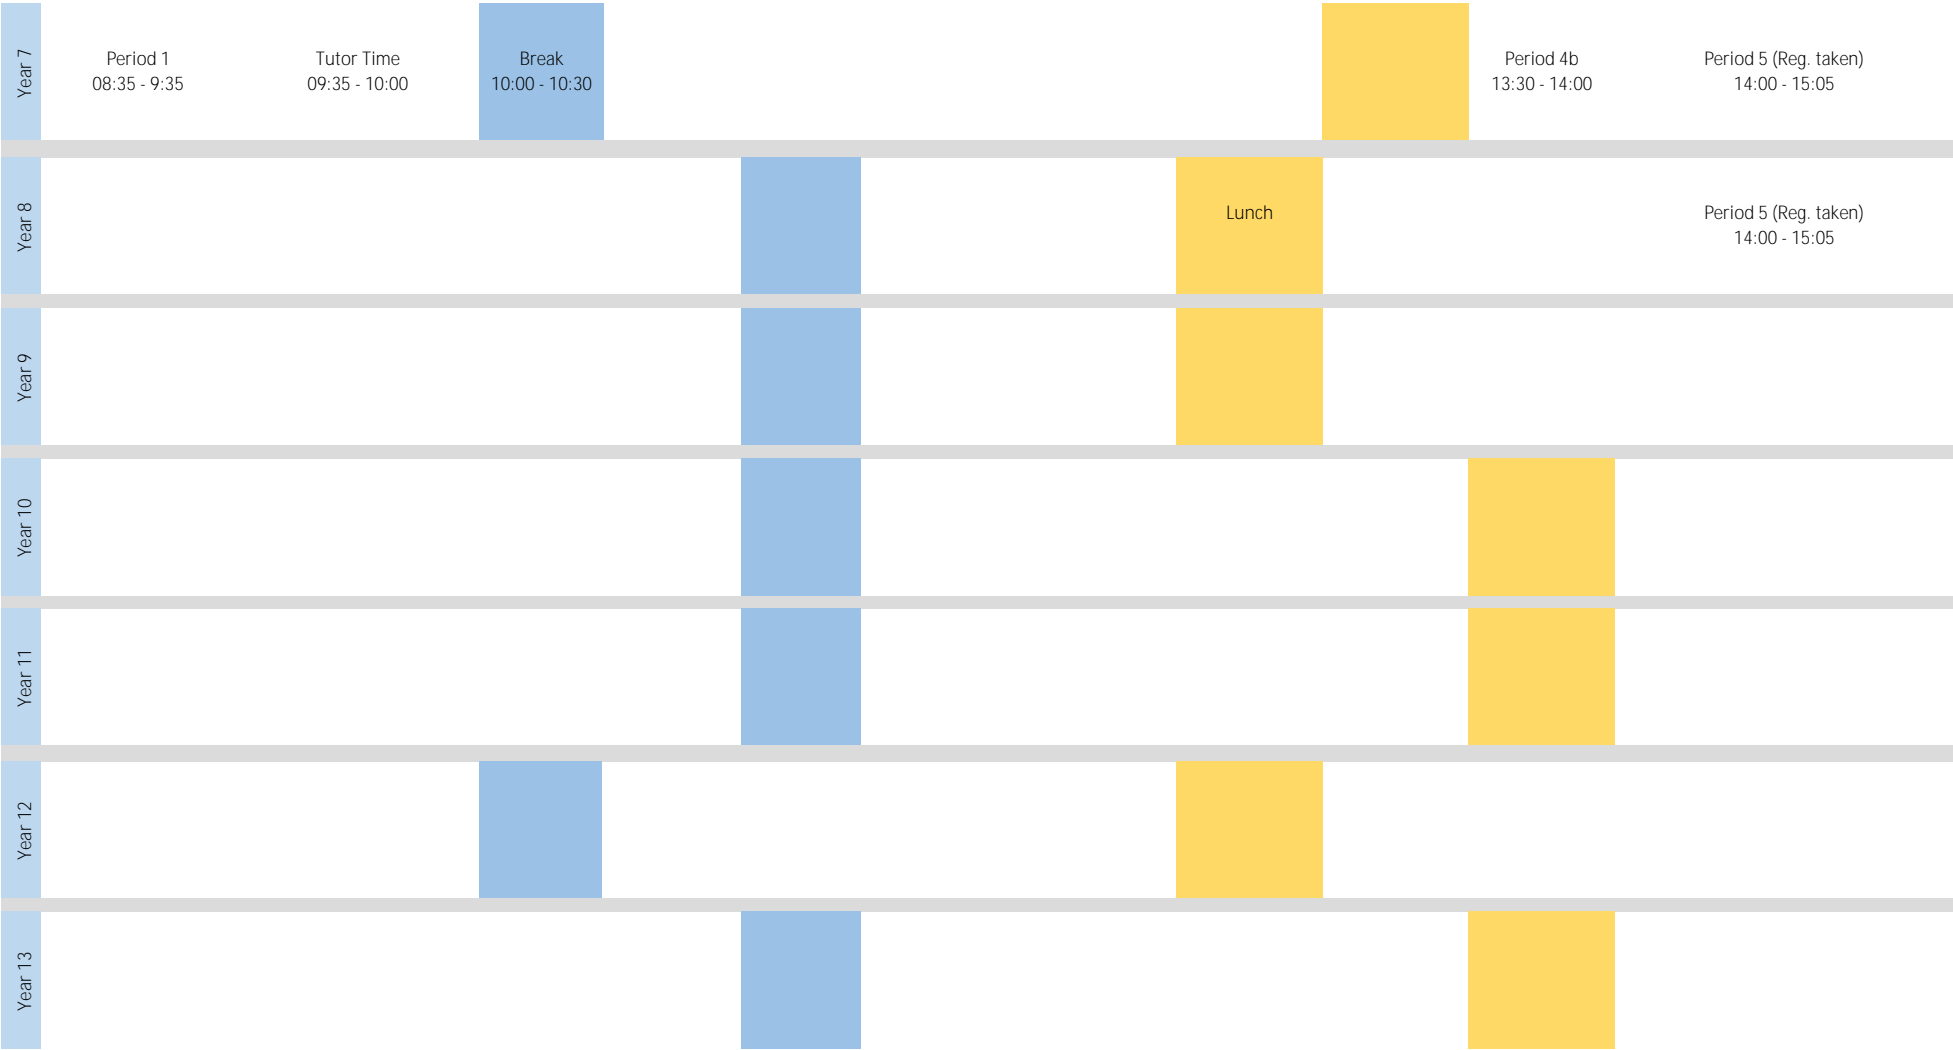 Year 7
Period 1
08:35 - 9:35
Tutor Time
09:35 - 10:00
Break
10:00 - 10:30
Period 4b
13:30 - 14:00
Period 5 (Reg. taken)
14:00 - 15:05
Year 8
Lunch
Period 5 (Reg. taken)
14:00 - 15:05
Year 9
Year 10
Year 11
Year 12
Year 13